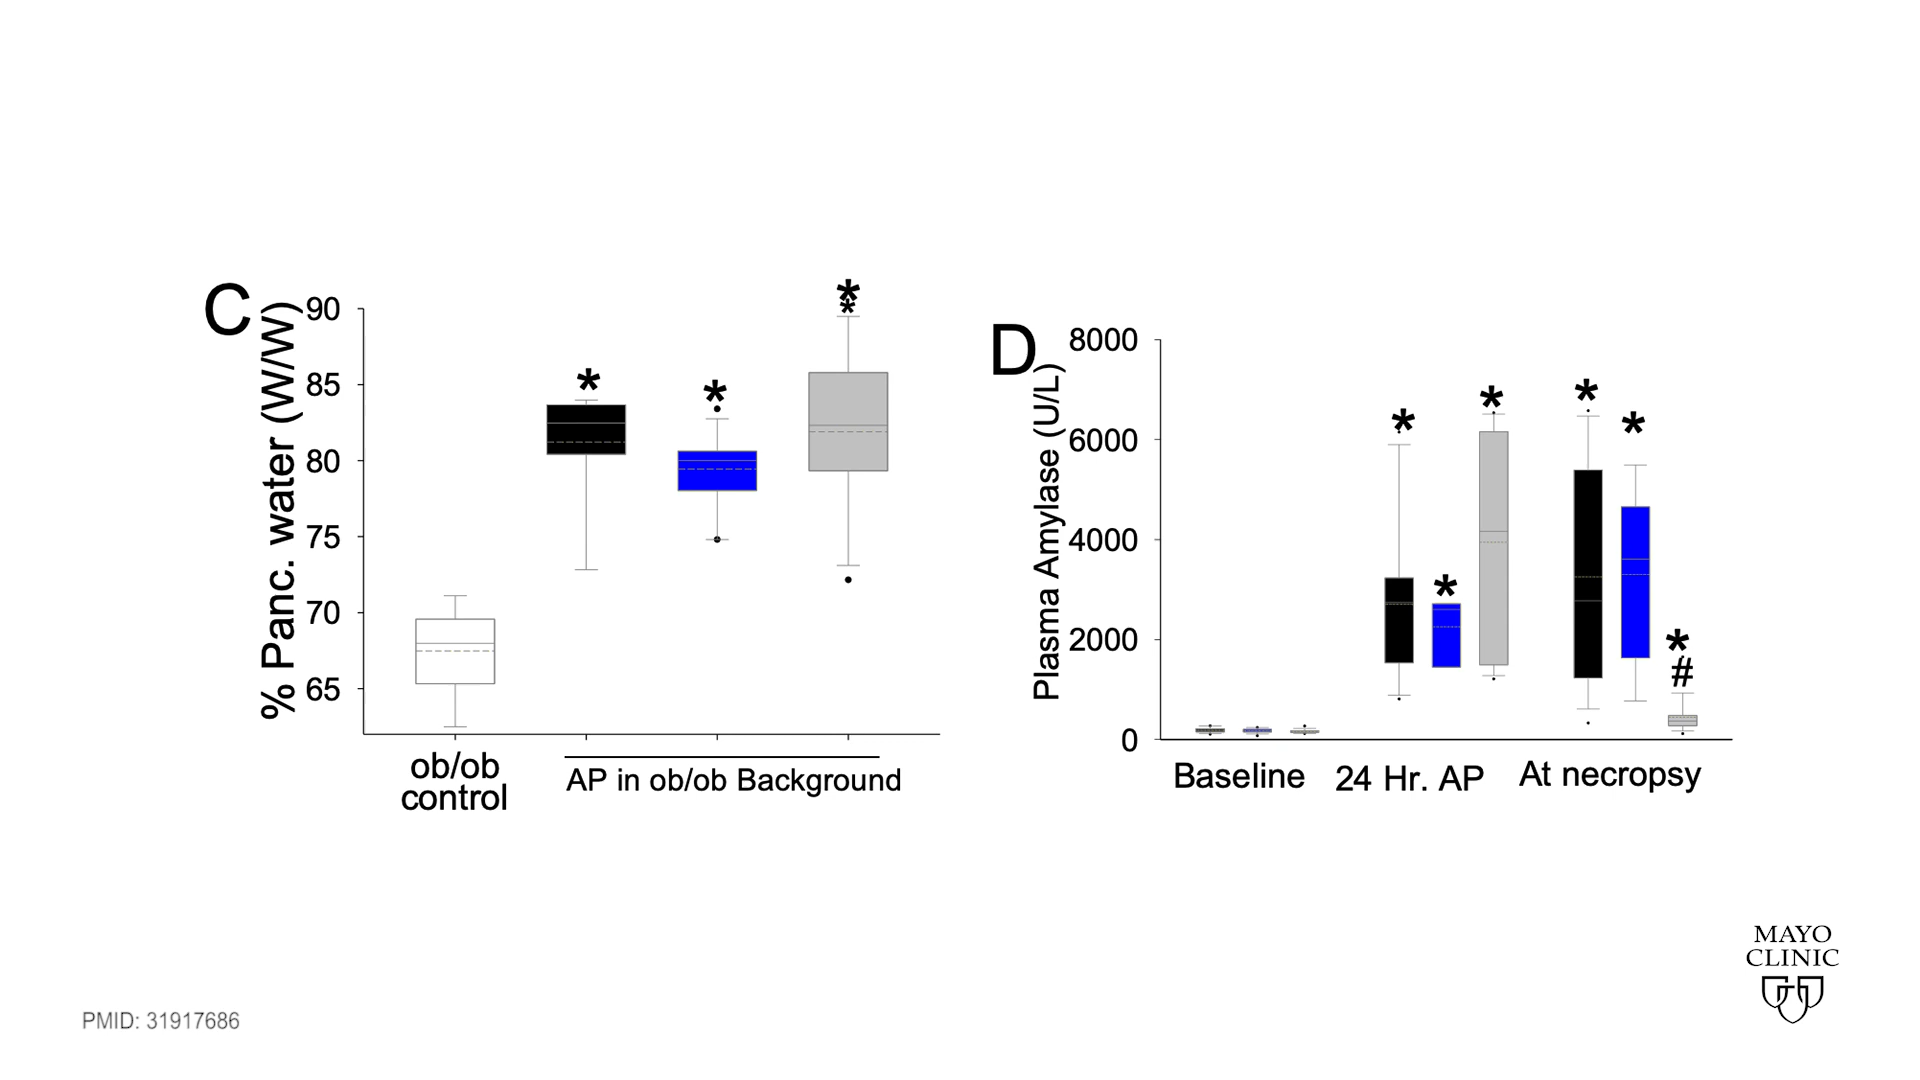 C
% Panc. water (W/W)
90
85
80
75
70
65
*
*
*
*
*
ob/ob
control
AP in ob/ob Background
D
Plasma Amylase (U/L)
8000
6000
4000
2000
0
*
*
*
*
*
*
#
Baseline
24 Hr. AP
At necropsy
MAYO
CLINIC
PMID: 31917686